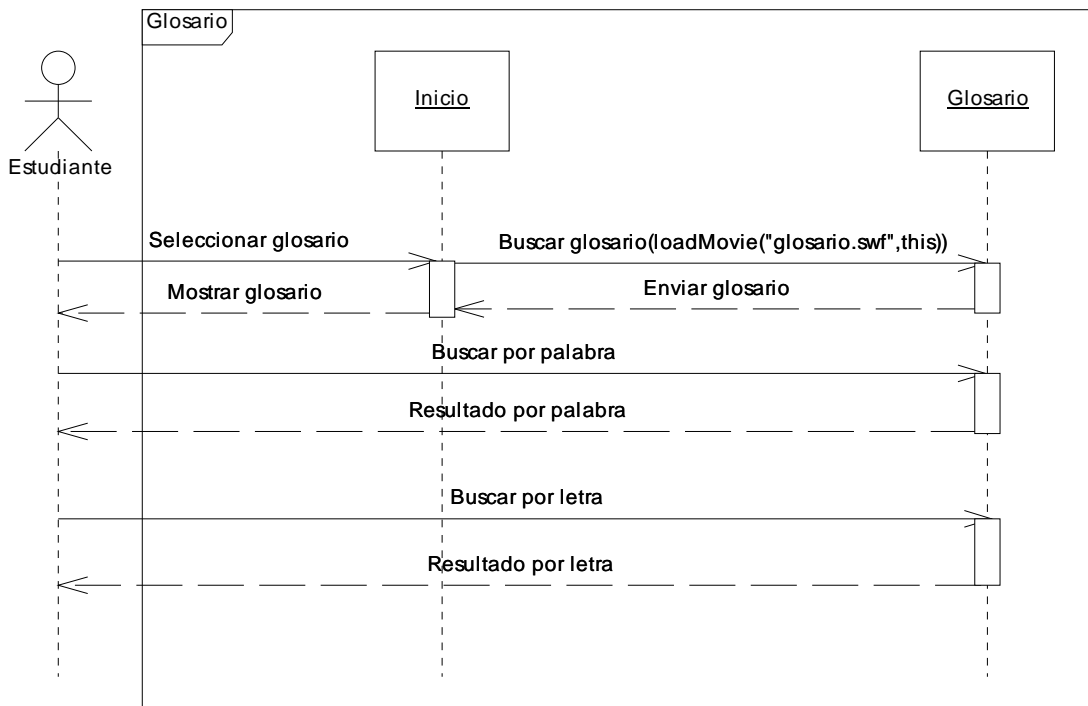 Glosario
Inicio
Glosario
Estudiante
Seleccionar glosario
Buscar glosario(loadMovie("glosario.swf",this))
Mostrar glosario
Enviar glosario
Buscar por palabra
Resultado por palabra
Buscar por letra
Resultado por letra